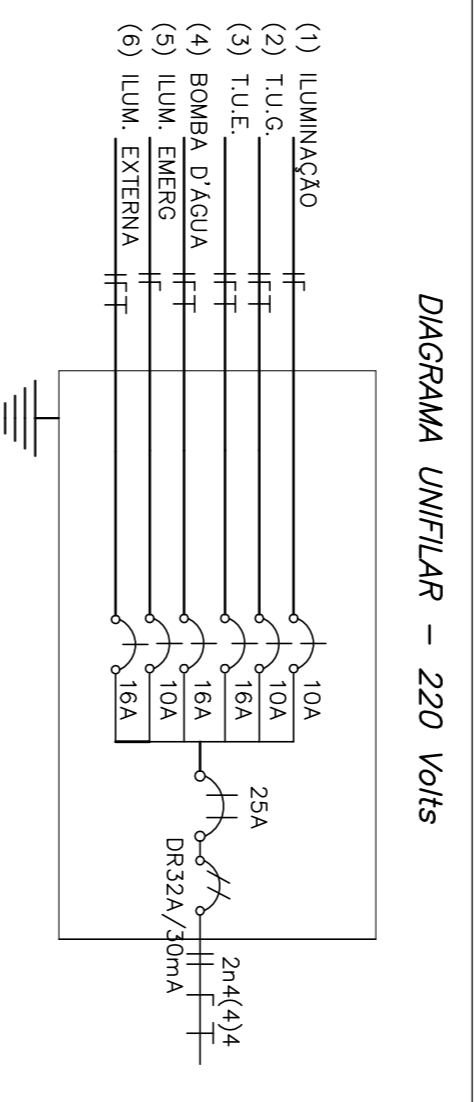 DIAGRAMA UNIFILAR - 220 Volts
(1) ILUMINAÇÃO
(2) T.U.G.
(3) T.U.E.
(4) BOMBA D'ÁGUA
(5) ILUM. EMERG
(6) ILUM. EXTERNA
10A
10A
16A
16A
10A
16A
25A
DR32A/30mA
2n4(4)4